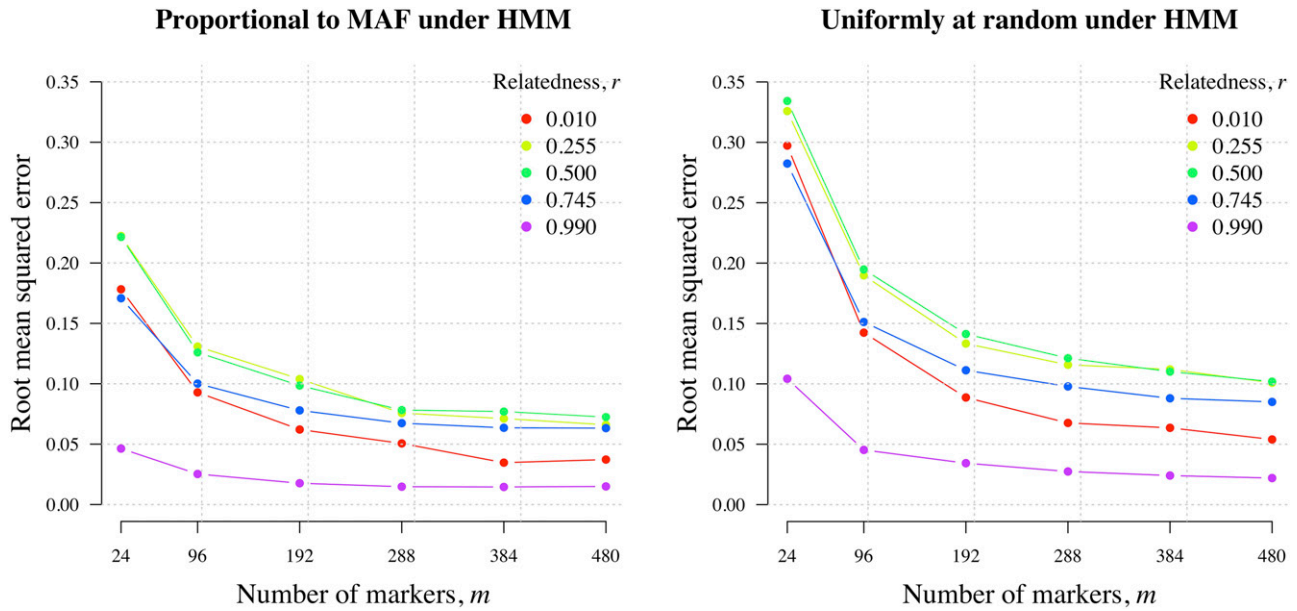 Proportional to MAF under HMM
Root mean squared error
0.35
0.30
0.25
0.20
0.15
0.10
0.05
0.00
Relatedness, r
0.010
0.255
0.500
0.745
0.990
24 96 192 288 384 480
Number of markers, m
Uniformly at random under HMM
Root mean squared error
0.35
0.30
0.25
0.20
0.15
0.10
0.05
0.00
Relatedness, r
0.010
0.255
0.500
0.745
0.990
24 96 192 288 384 480
Number of markers, m